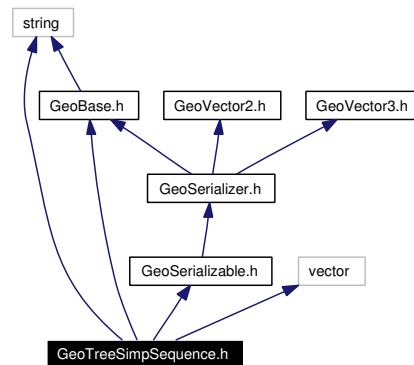 string
GeoBase.h
GeoVector2.h
GeoVector3.h
GeoSerializer.h
GeoSerializable.h
vector
GeoTreeSimpSequence.h